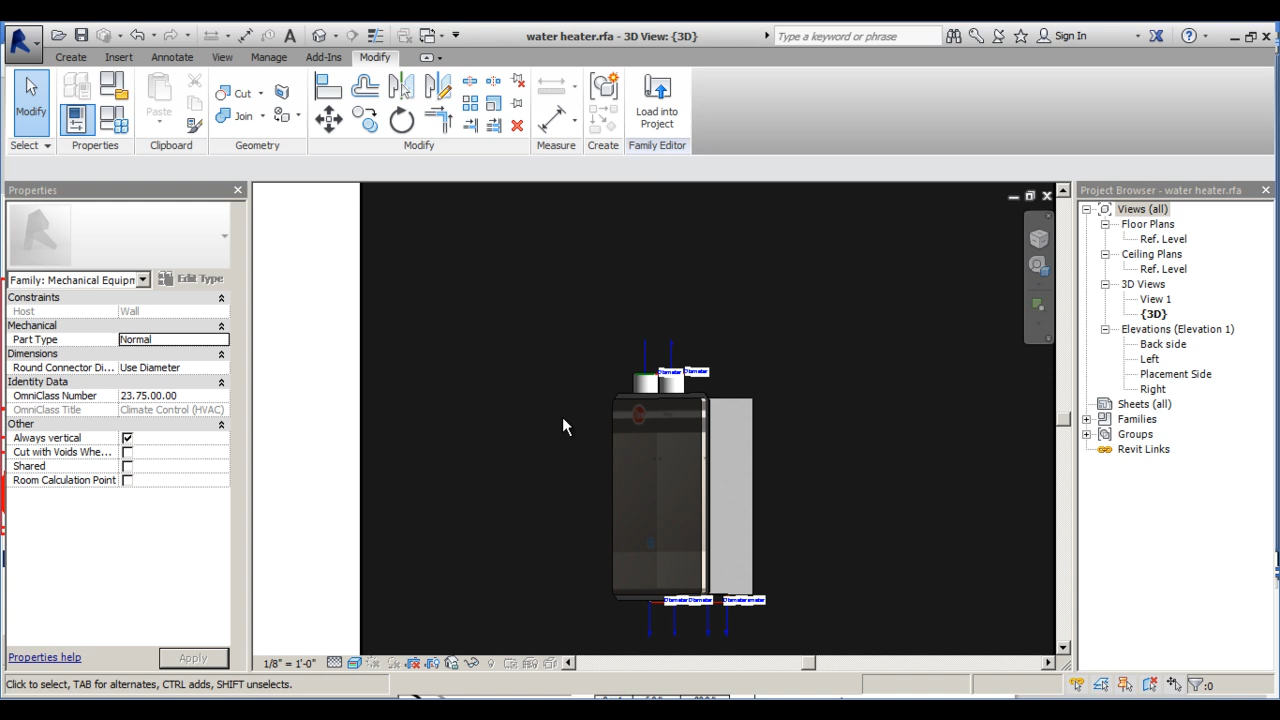 water heater.rfa - 3D View: {3D}
Type a keyword or phrase
Sign In
Create Insert Annotate View Manage Add-Ins Modify
Modify
Paste
Cut
Join
Load into
Project
Select Properties Clipboard Geometry Modify Measure Create Family Editor
Properties
Family: Mechanical Equipm
Edit Type
Constraints
Host Wall
Mechanical
Part Type Normal
Dimensions
Round Connector Di... Use Diameter
Identity Data
OmniClass Number 23.75.00.00
OmniClass Title Climate Control (HVAC)
Other
Always vertical
Cut with Voids Whe...
Shared
Room Calculation Point
Properties help
Apply
Diameter Diameter
Diameter Diameter
Project Browser - water heater.rfa
Views (all)
Floor Plans
Ref. Level
Ceiling Plans
Ref. Level
3D Views
View 1
{3D}
Elevations (Elevation 1)
Back side
Left
Placement Side
Right
Sheets (all)
Families
Groups
Revit Links
1/8" = 1'-0"
Click to select, TAB for alternates, CTRL adds, SHIFT unselects.
:0